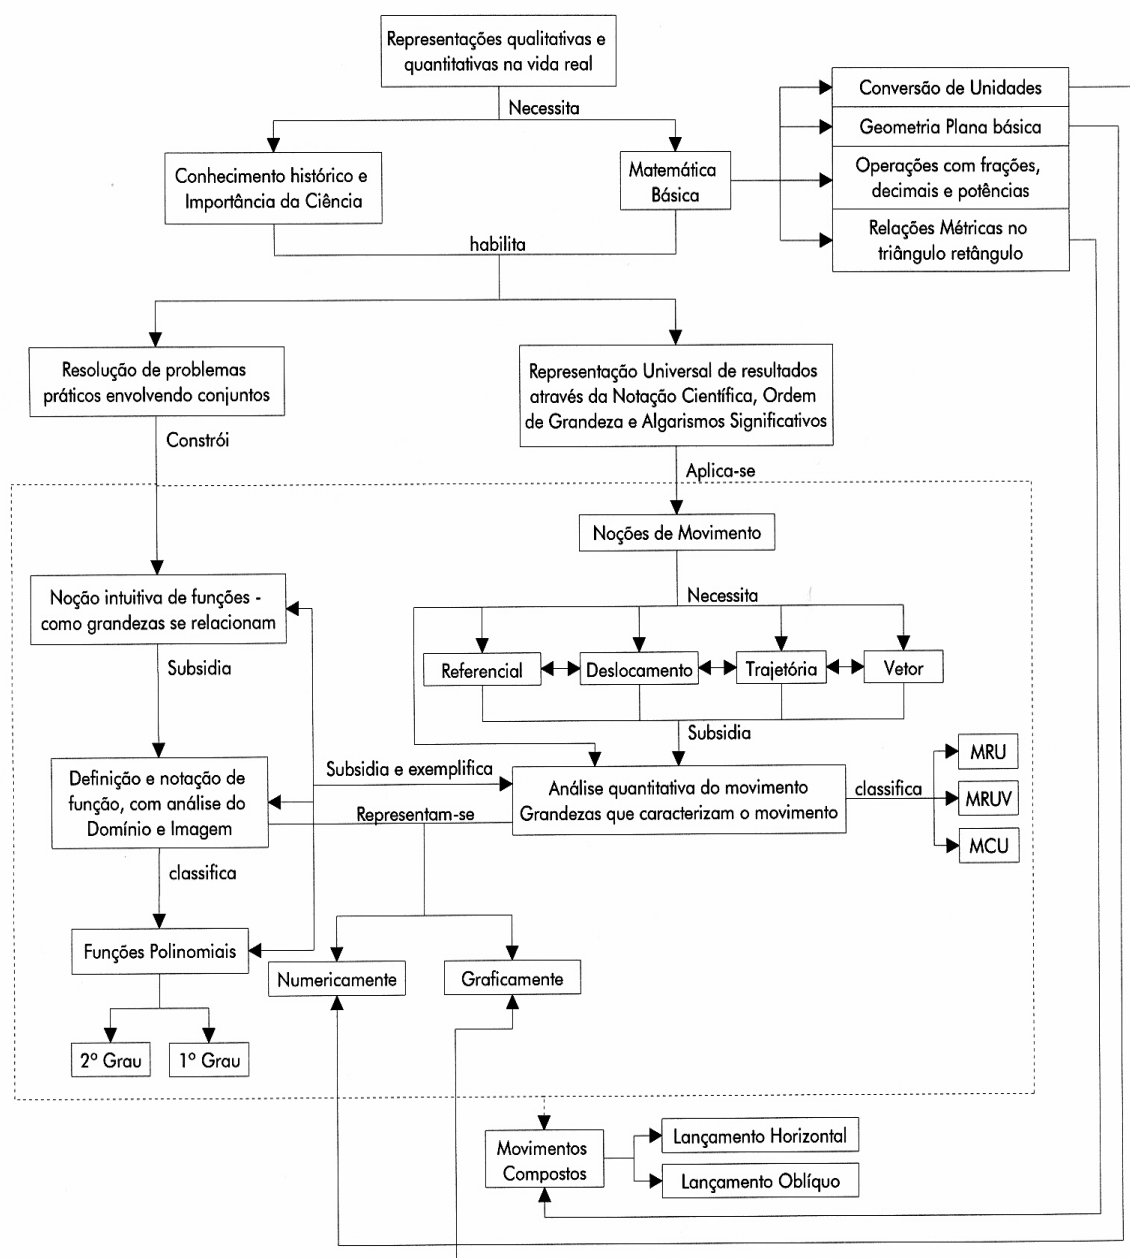 Representações qualitativas e
quantitativas na vida real
Necessita
Conhecimento histórico e
Importância da Ciência
Matemática
Básica
Conversão de Unidades
Geometria Plana básica
Operações com frações,
decimais e potências
Relações Métricas no
triângulo retângulo
habilita
Resolução de problemas
práticos envolvendo conjuntos
Representação Universal de resultados
através da Notação Científica, Ordem
de Grandeza e Algarismos Significativos
Constrói
Aplica-se
Noções de Movimento
Necessita
Noção intuitiva de funções -
como grandezas se relacionam
Referencial
Deslocamento
Trajetória
Vetor
Subsidia
Subsidia
Definição e notação de
função, com análise do
Domínio e Imagem
Subsidia e exemplifica
Representam-se
Análise quantitativa do movimento
Grandezas que caracterizam o movimento
classifica
MRU
MRUV
MCU
classifica
Funções Polinomiais
Numericamente
Graficamente
2º Grau
1º Grau
Movimentos
Compostos
Lançamento Horizontal
Lançamento Oblíquo